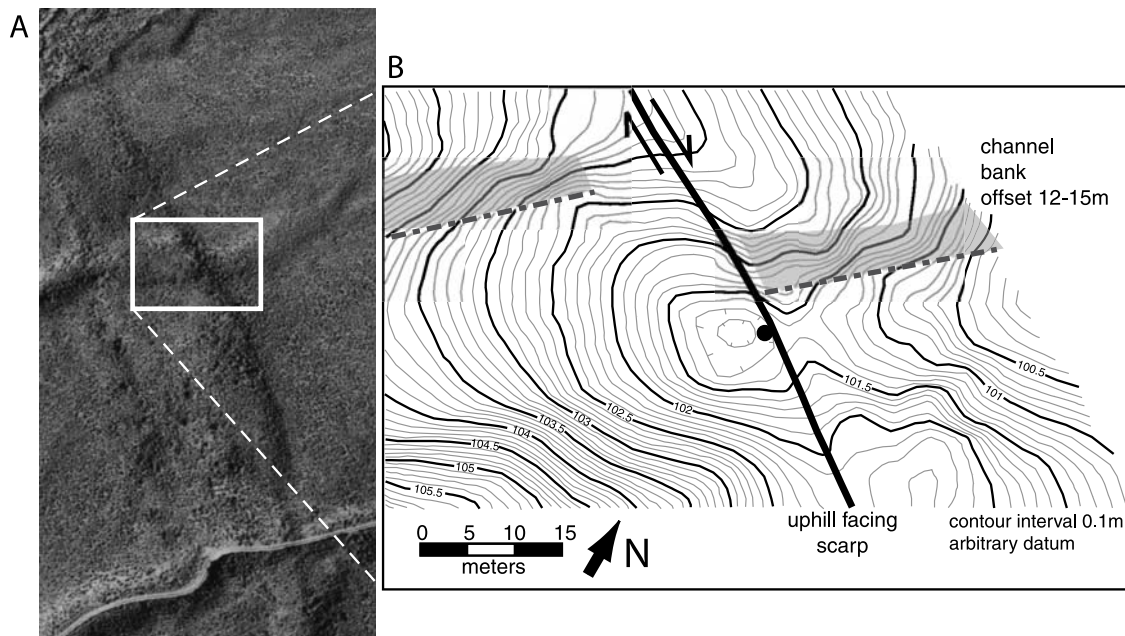 A
B
channel
bank
offset 12-15m
100.5
101
101.5
102
102.5
103
103.5
104
104.5
105
105.5
uphill facing
scarp
contour interval 0.1m
arbitrary datum
0 5 10 15
meters
N